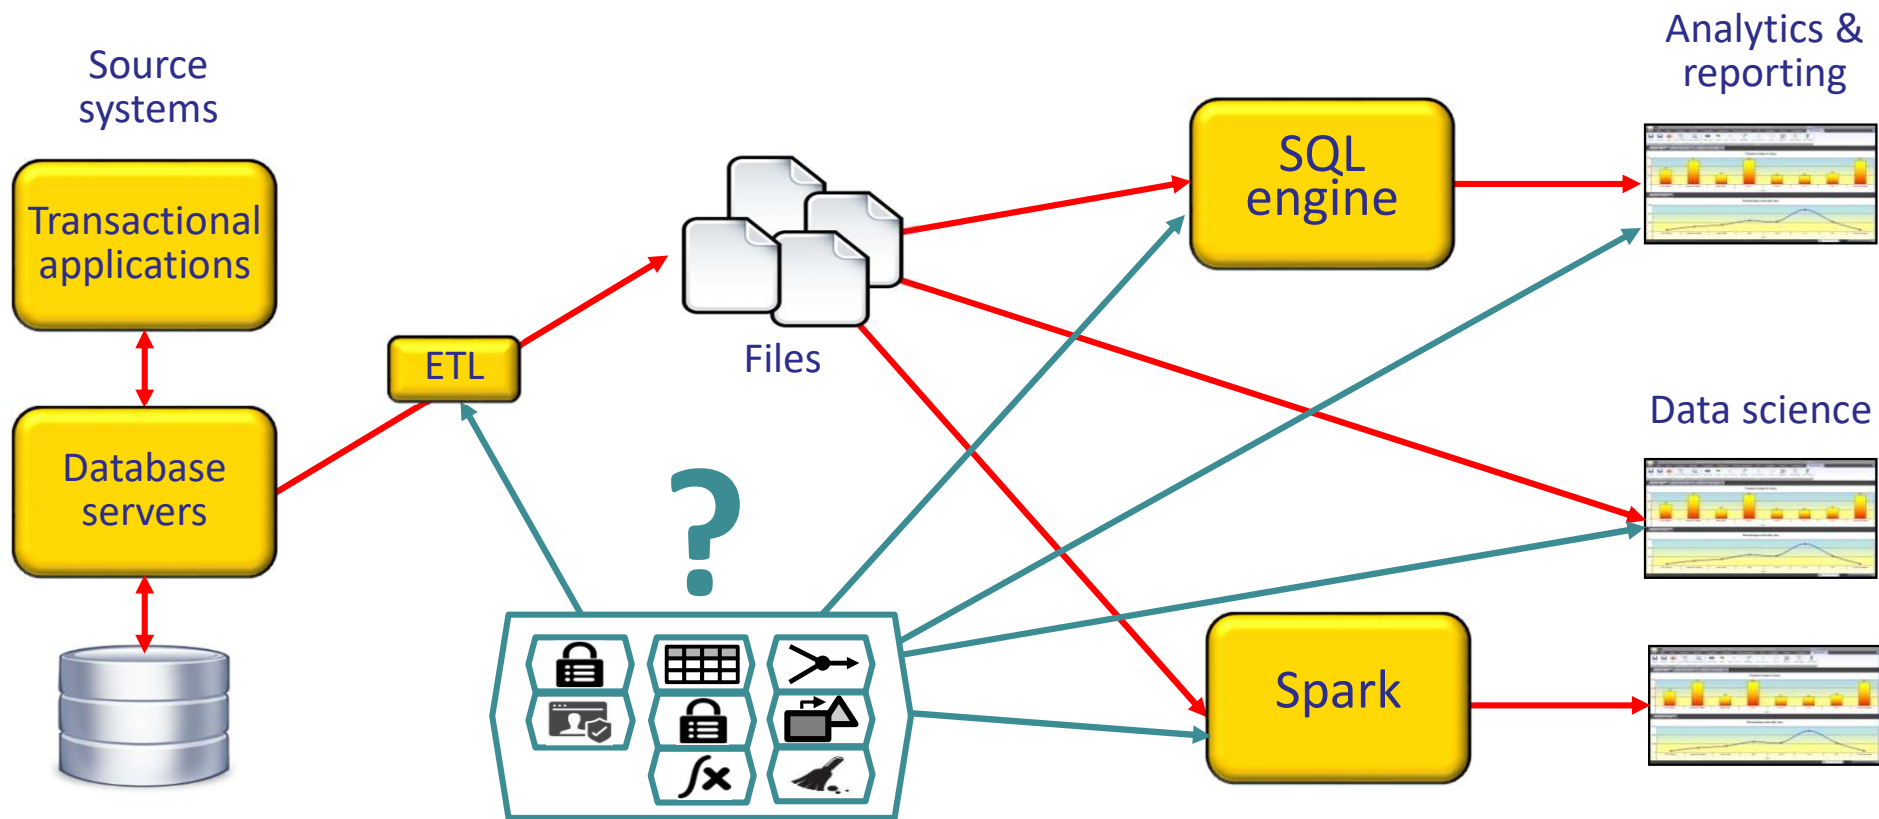 Source
systems
Transactional
applications
Database
servers
ETL
Files
?
SQL
engine
Spark
Analytics &
reporting
Data science